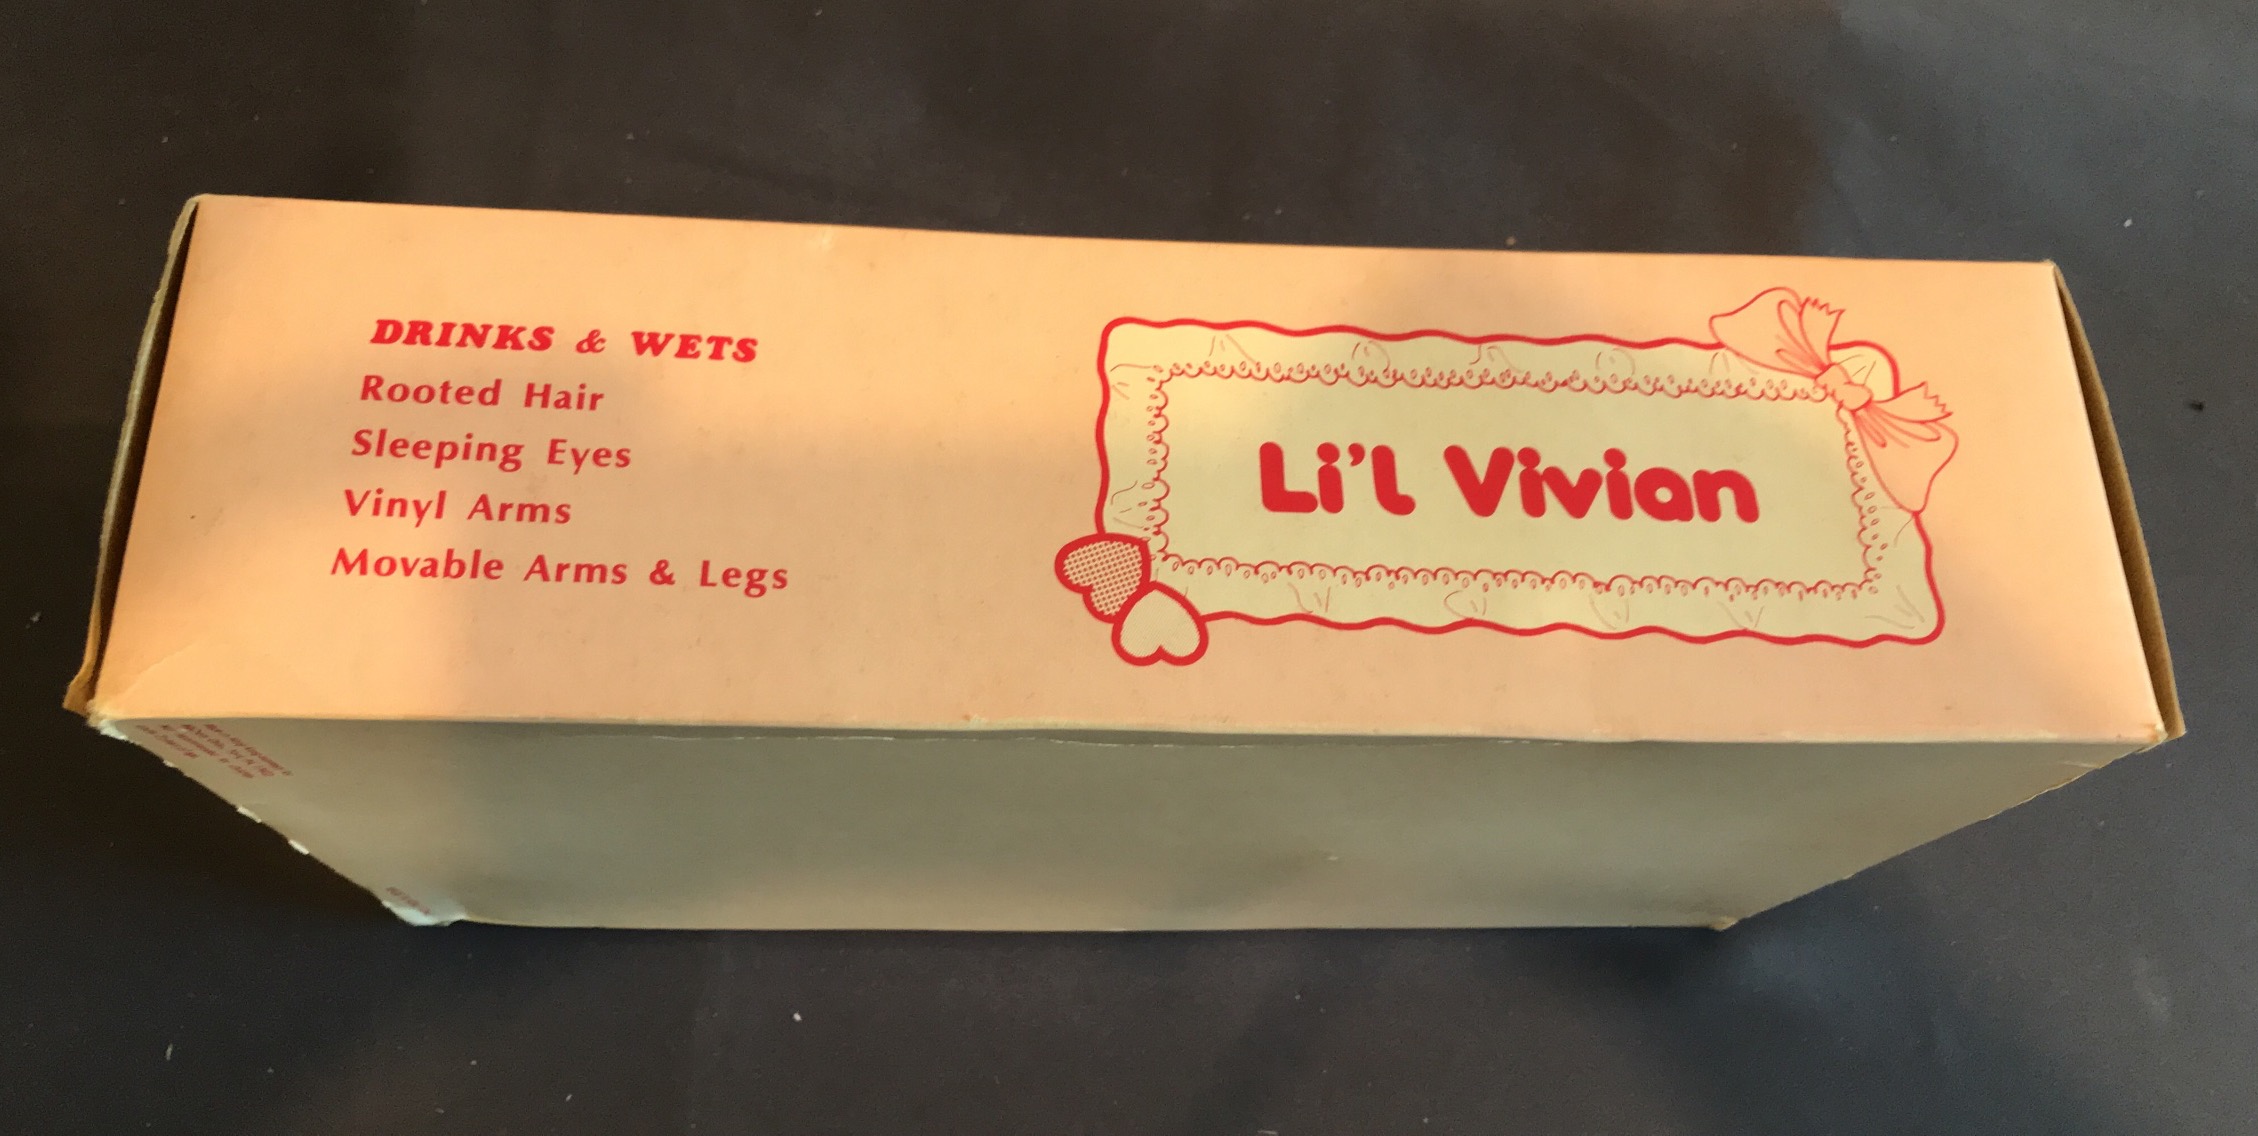 DRINKS & WETS
Rooted Hair
Sleeping Eyes
Vinyl Arms
Movable Arms & Legs
Li'l Vivian